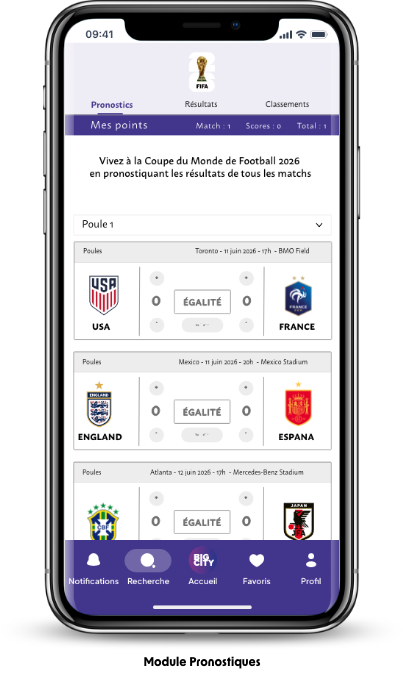 09:41
FIFA
Pronostics Résultats Classements
Mes points Match : 1 Scores : 0 Total : 1
Vivez à la Coupe du Monde de Football 2026
en pronostiquant les résultats de tous les matchs
Poule 1
Poules Toronto - 11 juin 2026 - 17h - BMO Field
USA
0 ÉGALITÉ 0
USA FRANCE
Poules Mexico - 11 juin 2026 - 20h - Mexico Stadium
ENGLAND
0 ÉGALITÉ 0
ENGLAND ESPANA
Poules Atlanta - 12 juin 2026 - 17h - Mercedes-Benz Stadium
JAPAN
CBF
0 ÉGALITÉ 0
BIG CITY
Notifications Recherche Accueil Favoris Profil
Module Pronostiques